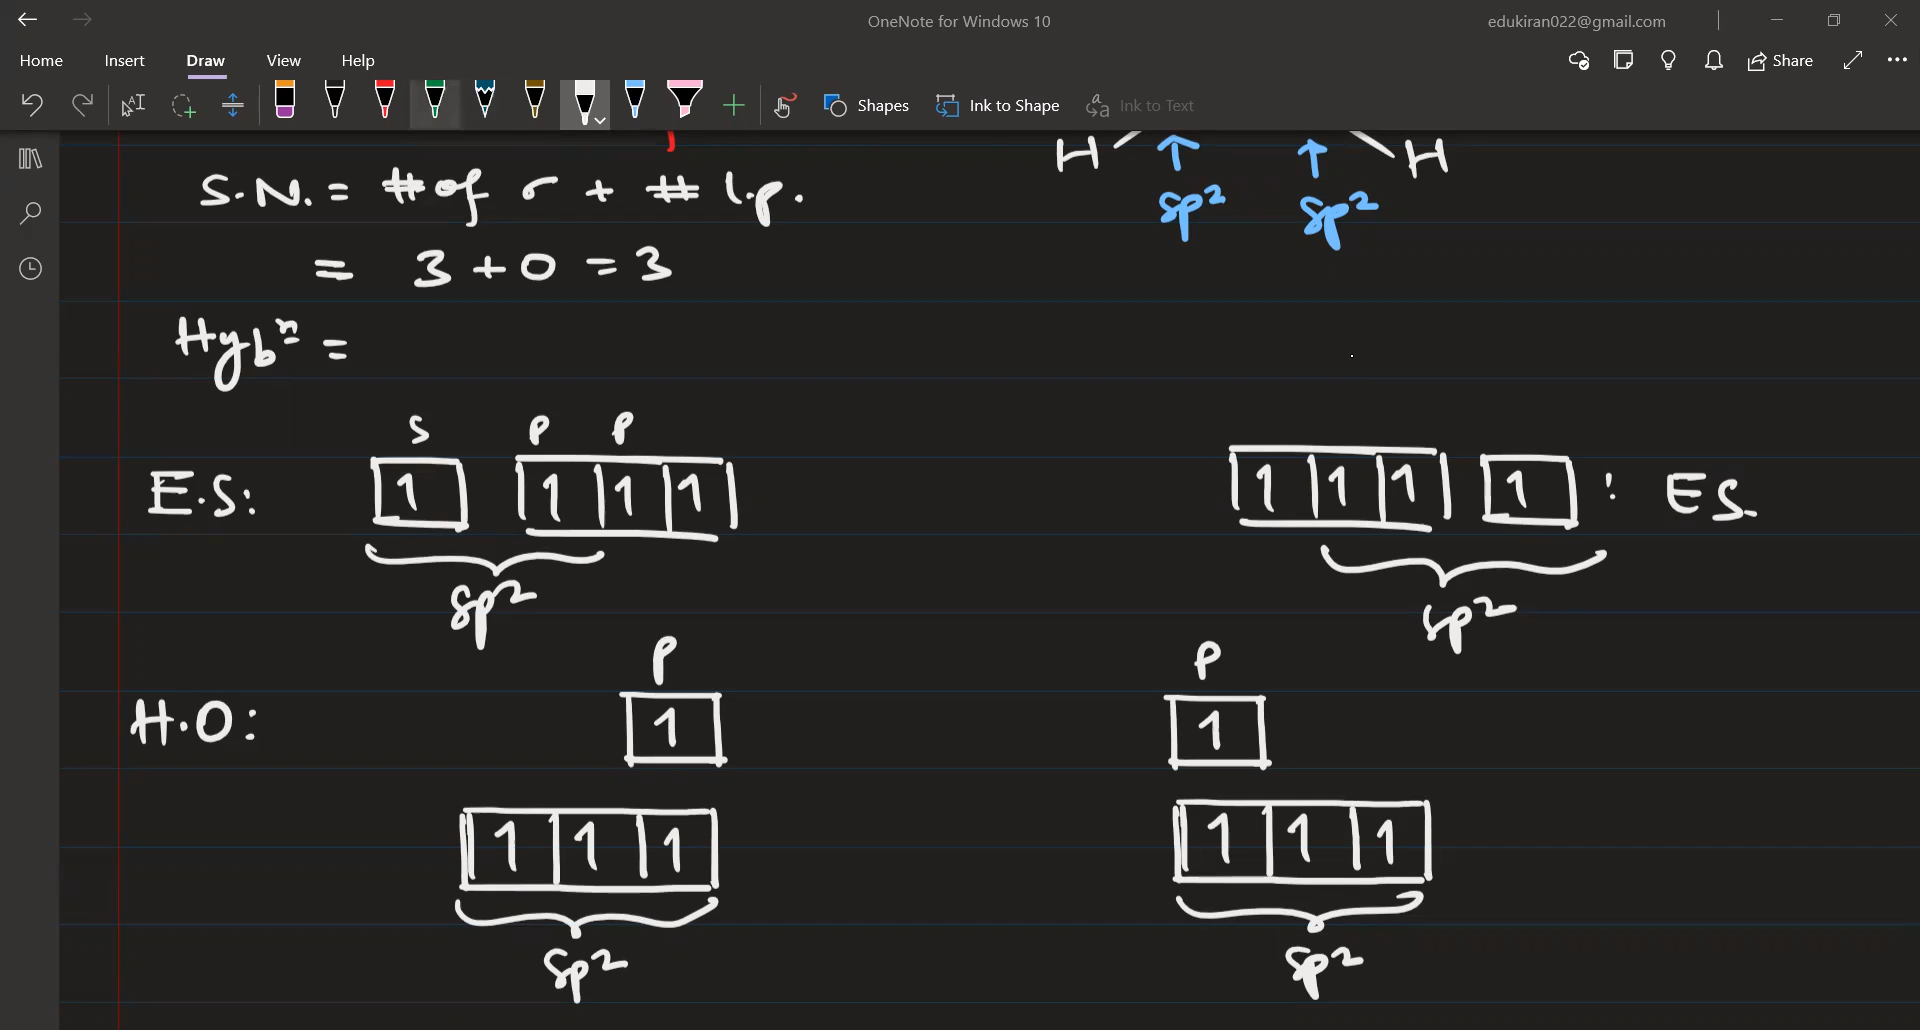 OneNote for Windows 10
edukiran022@gmail.com
Home Insert Draw View Help
Share
Shapes Ink to Shape Ink to Text
H H
S.N. = # of σ + # l.p.
sp² sp²
= 3 + 0 = 3
Hybⁿ =
s p p
E.S: 1 1 1 1
1 1 1 1 : ES.
sp² sp²
p p
H.O: 1 1
1 1 1 1 1 1
sp² sp²